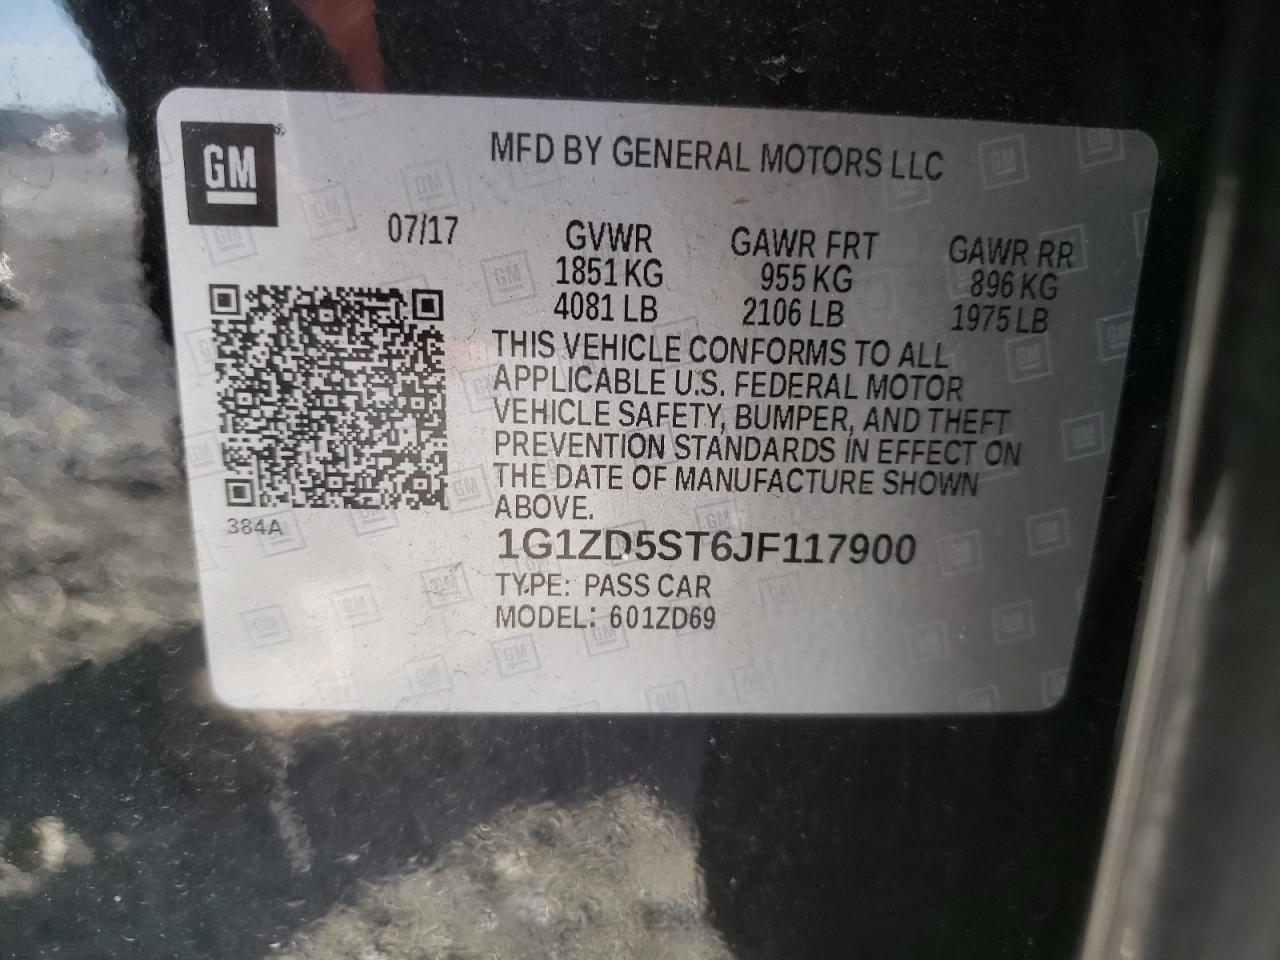 GM
MFD BY GENERAL MOTORS LLC
07/17 GVWR GAWR FRT GAWR RR
1851 KG 955 KG 896 KG
4081 LB 2106 LB 1975 LB
THIS VEHICLE CONFORMS TO ALL
APPLICABLE U.S. FEDERAL MOTOR
VEHICLE SAFETY, BUMPER, AND THEFT
PREVENTION STANDARDS IN EFFECT ON
THE DATE OF MANUFACTURE SHOWN
ABOVE.
384A
1G1ZD5ST6JF117900
TYPE: PASS CAR
MODEL: 601ZD69